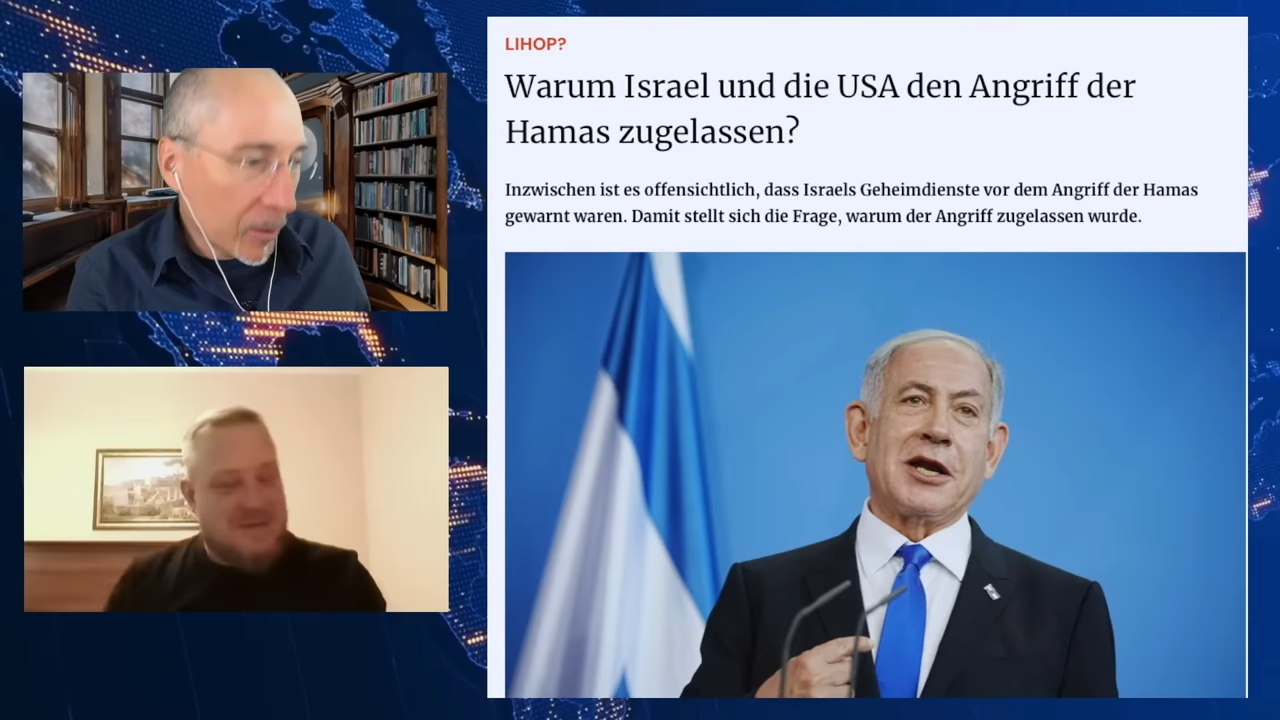 LIHOP?
Warum Israel und die USA den Angriff der
Hamas zugelassen?
Inzwischen ist es offensichtlich, dass Israels Geheimdienste vor dem Angriff der Hamas
gewarnt waren. Damit stellt sich die Frage, warum der Angriff zugelassen wurde.